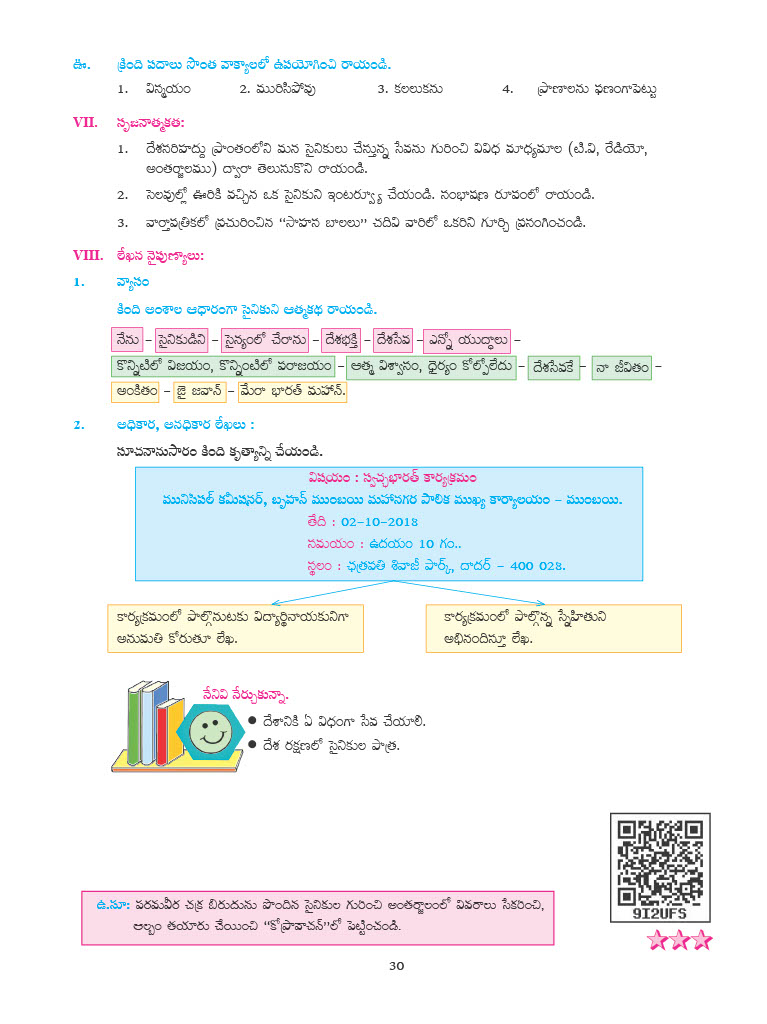 ఊ. క్రింది పదాలు సొంత వాక్యాలలో ఉపయోగించి రాయండి.
1. విస్మయం 2. మురిసిపోవు 3. కలలుకను 4. ప్రాణాలను ఫణంగాపెట్టు
VII. సృజనాత్మకత:
1. దేశసరిహద్దు ప్రాంతంలోని మన సైనికులు చేస్తున్న సేవను గురించి వివిధ మాధ్యమాల (టి.వి, రేడియో,
అంతర్జాలము) ద్వారా తెలుసుకొని రాయండి.
2. సెలవుల్లో ఊరికి వచ్చిన ఒక సైనికుని ఇంటర్వ్యూ చేయండి. సంభాషణ రూపంలో రాయండి.
3. వార్తాపత్రికలో ప్రచురించిన “సాహస బాలలు” చదివి వారిలో ఒకరిని గూర్చి ప్రసంగించండి.
VIII. లేఖన నైపుణ్యాలు:
1. వ్యాసం
కింది అంశాల ఆధారంగా సైనికుని ఆత్మకథ రాయండి.
నేను – సైనికుడిని – సైన్యంలో చేరాను – దేశభక్తి – దేశసేవ – ఎన్నో యుద్ధాలు –
కొన్నిటిలో విజయం, కొన్నింటిలో పరాజయం – ఆత్మ విశ్వాసం, ధైర్యం కోల్పోలేదు – దేశసేవకే – నా జీవితం –
అంకితం – జై జవాన్ – మేరా భారత్ మహాన్.
2. అధికార, అనధికార లేఖలు :
సూచనానుసారం కింది కృత్యాన్ని చేయండి.
విషయం : స్వచ్ఛభారత్ కార్యక్రమం
మునిసిపల్ కమీషనర్, బృహన్ ముంబయి మహానగర పాలిక ముఖ్య కార్యాలయం – ముంబయి.
తేది : 02–10–2018
సమయం : ఉదయం 10 గం..
స్థలం : ఛత్రపతి శివాజీ పార్క్, దాదర్ – 400 028.
కార్యక్రమంలో పాల్గొనుటకు విద్యార్థినాయకునిగా
అనుమతి కోరుతూ లేఖ.
కార్యక్రమంలో పాల్గొన్న స్నేహితుని
అభినందిస్తూ లేఖ.
నేనివి నేర్చుకున్నా.
● దేశానికి ఏ విధంగా సేవ చేయాలి.
● దేశ రక్షణలో సైనికుల పాత్ర.
9I2UFS
ఉ.సూ: పరమవీర చక్ర బిరుదును పొందిన సైనికుల గురించి అంతర్జాలంలో వివరాలు సేకరించి,
ఆల్బం తయారు చేయించి “కోప్రావాచన్”లో పెట్టించండి.
30